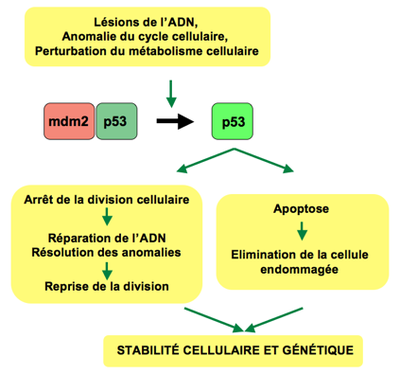 Lésions de l'ADN,
Anomalie du cycle cellulaire,
Perturbation du métabolisme cellulaire
mdm2 p53
p53
Arrêt de la division cellulaire
Réparation de l'ADN
Résolution des anomalies
Reprise de la division
Apoptose
Elimination de la cellule
endommagée
STABILITÉ CELLULAIRE ET GÉNÉTIQUE